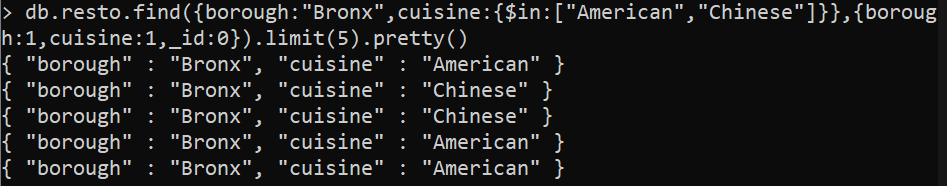 > db.resto.find({borough:"Bronx",cuisine:{$in:["American","Chinese"]}},{boroug
h:1,cuisine:1,_id:0}).limit(5).pretty()
{ "borough" : "Bronx", "cuisine" : "American" }
{ "borough" : "Bronx", "cuisine" : "Chinese" }
{ "borough" : "Bronx", "cuisine" : "Chinese" }
{ "borough" : "Bronx", "cuisine" : "American" }
{ "borough" : "Bronx", "cuisine" : "American" }